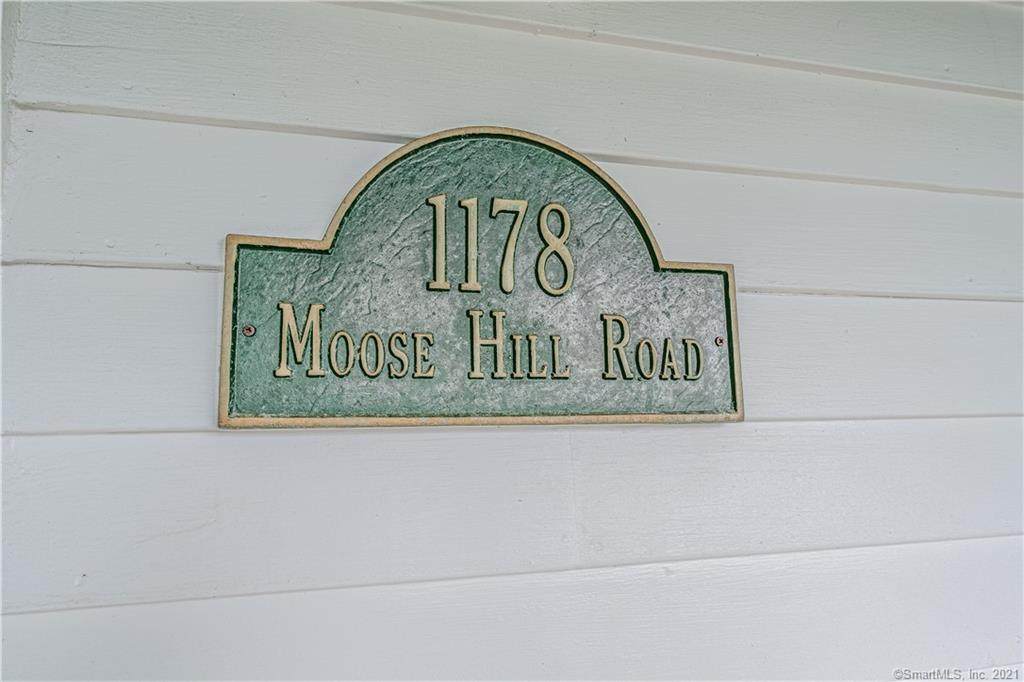 1178
Moose Hill Road
©SmartMLS, Inc. 2021